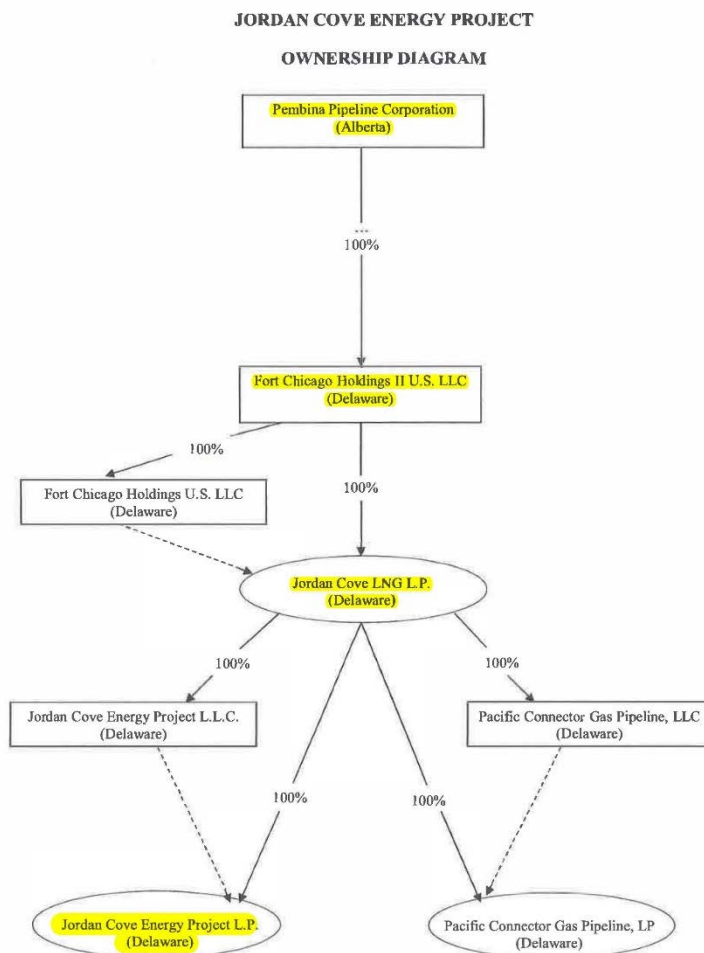 JORDAN COVE ENERGY PROJECT
OWNERSHIP DIAGRAM
Pembina Pipeline Corporation
(Alberta)
...
100%
Fort Chicago Holdings II U.S. LLC
(Delaware)
100%
Fort Chicago Holdings U.S. LLC
(Delaware)
100%
Jordan Cove LNG L.P.
(Delaware)
100%
100%
Jordan Cove Energy Project L.L.C.
(Delaware)
Pacific Connector Gas Pipeline, LLC
(Delaware)
100%
100%
Jordan Cove Energy Project L.P.
(Delaware)
Pacific Connector Gas Pipeline, LP
(Delaware)